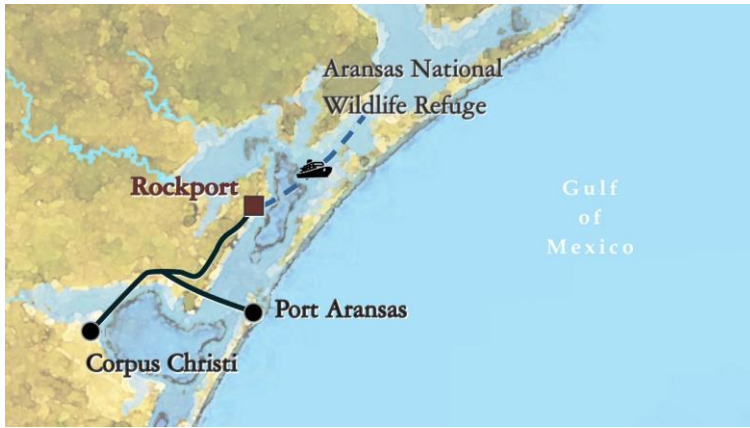 Aransas National
Wildlife Refuge
Rockport
Gulf
of
Mexico
Port Aransas
Corpus Christi